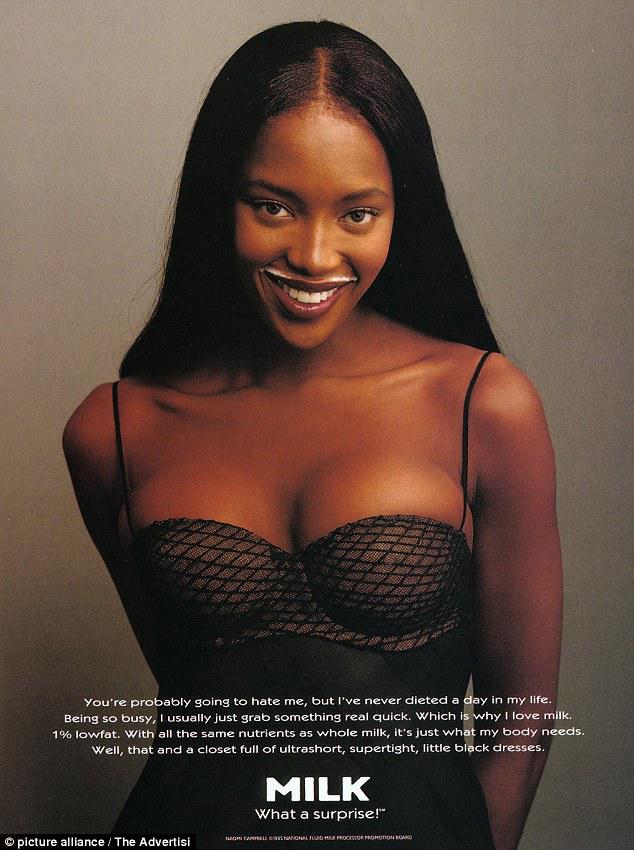 You're probably going to hate me, but I've never dieted a day in my life.
Being so busy, I usually just grab something real quick. Which is why I love milk.
1% lowfat. With all the same nutrients as whole milk, it's just what my body needs.
Well, that and a closet full of ultrashort, supertight, little black dresses.
MILK
What a surprise!™
NAOMI CAMPBELL ©1995 NATIONAL FLUID MILK PROCESSOR PROMOTION BOARD
© picture alliance / The Advertisi